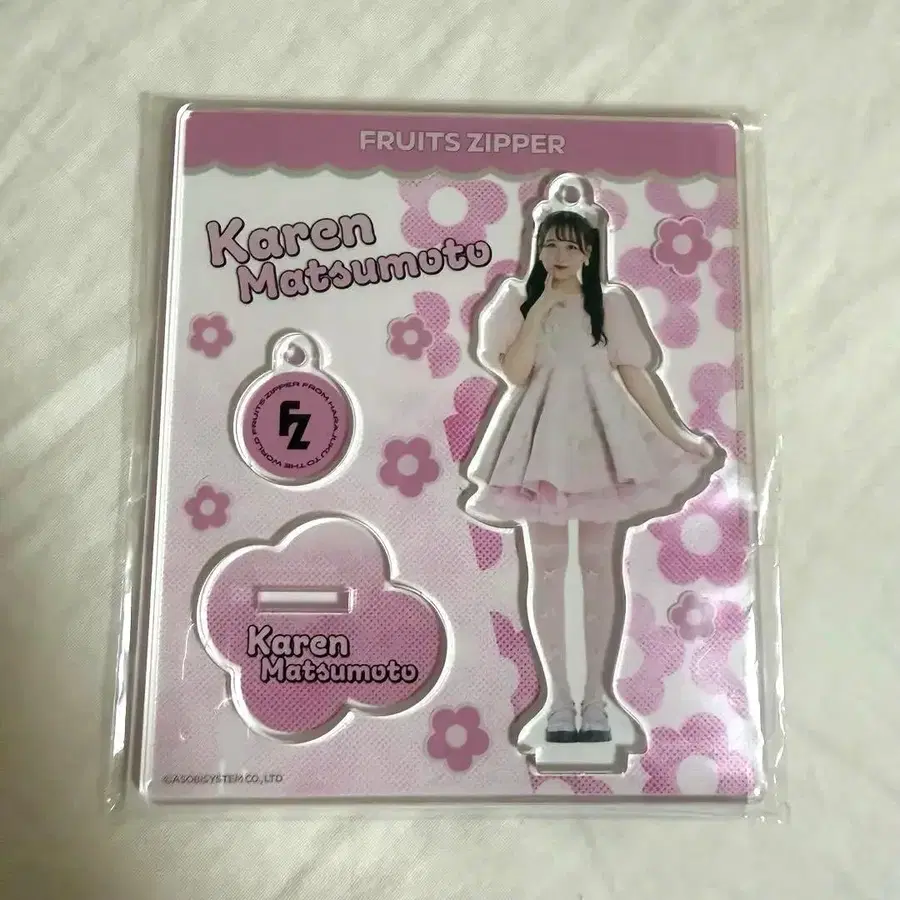 FRUITS ZIPPER
Karen
Matsumoto
FRUITS ZIPPER FROM HARAJUKU TO THE WORLD
FZ
Karen
Matsumoto
©ASOBISYSTEM CO.,LTD